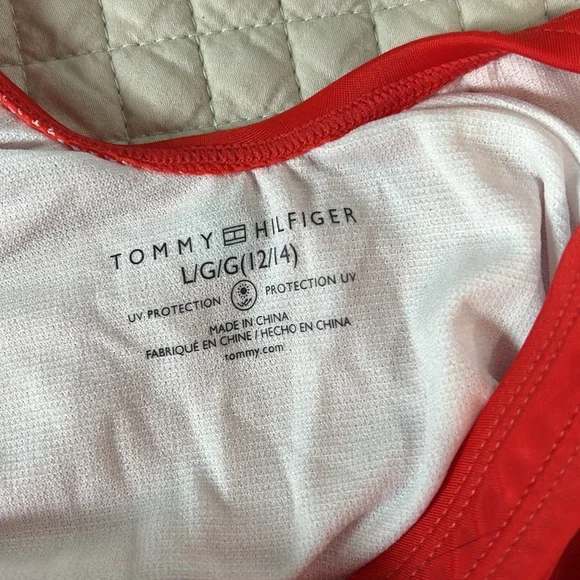 TOMMY HILFIGER
L/G/G(12/14)
UV PROTECTION PROTECTION UV
MADE IN CHINA
FABRIQUÉ EN CHINE / HECHO EN CHINA
tommy.com